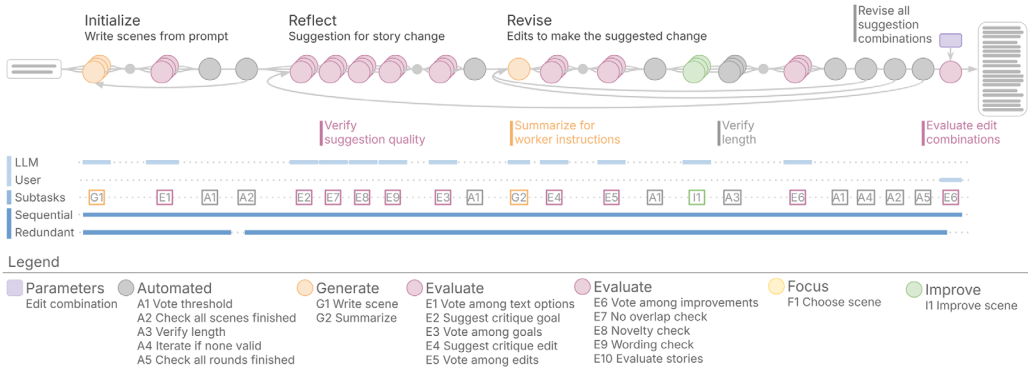 Initialize
Write scenes from prompt
Reflect
Suggestion for story change
Revise
Edits to make the suggested change
Revise all
suggestion
combinations
Verify
suggestion quality
Summarize for
worker instructions
Verify
length
Evaluate edit
combinations
LLM
User
Subtasks
G1 E1 A1 A2 E2 E7 E8 E9 E3 A1 G2 E4 E5 A1 I1 A3 E6 A1 A4 A2 A5 E6
Sequential
Redundant
Legend
Parameters
Edit combination
Automated
A1 Vote threshold
A2 Check all scenes finished
A3 Verify length
A4 Iterate if none valid
A5 Check all rounds finished
Generate
G1 Write scene
G2 Summarize
Evaluate
E1 Vote among text options
E2 Suggest critique goal
E3 Vote among goals
E4 Suggest critique edit
E5 Vote among edits
Evaluate
E6 Vote among improvements
E7 No overlap check
E8 Novelty check
E9 Wording check
E10 Evaluate stories
Focus
F1 Choose scene
Improve
I1 Improve scene